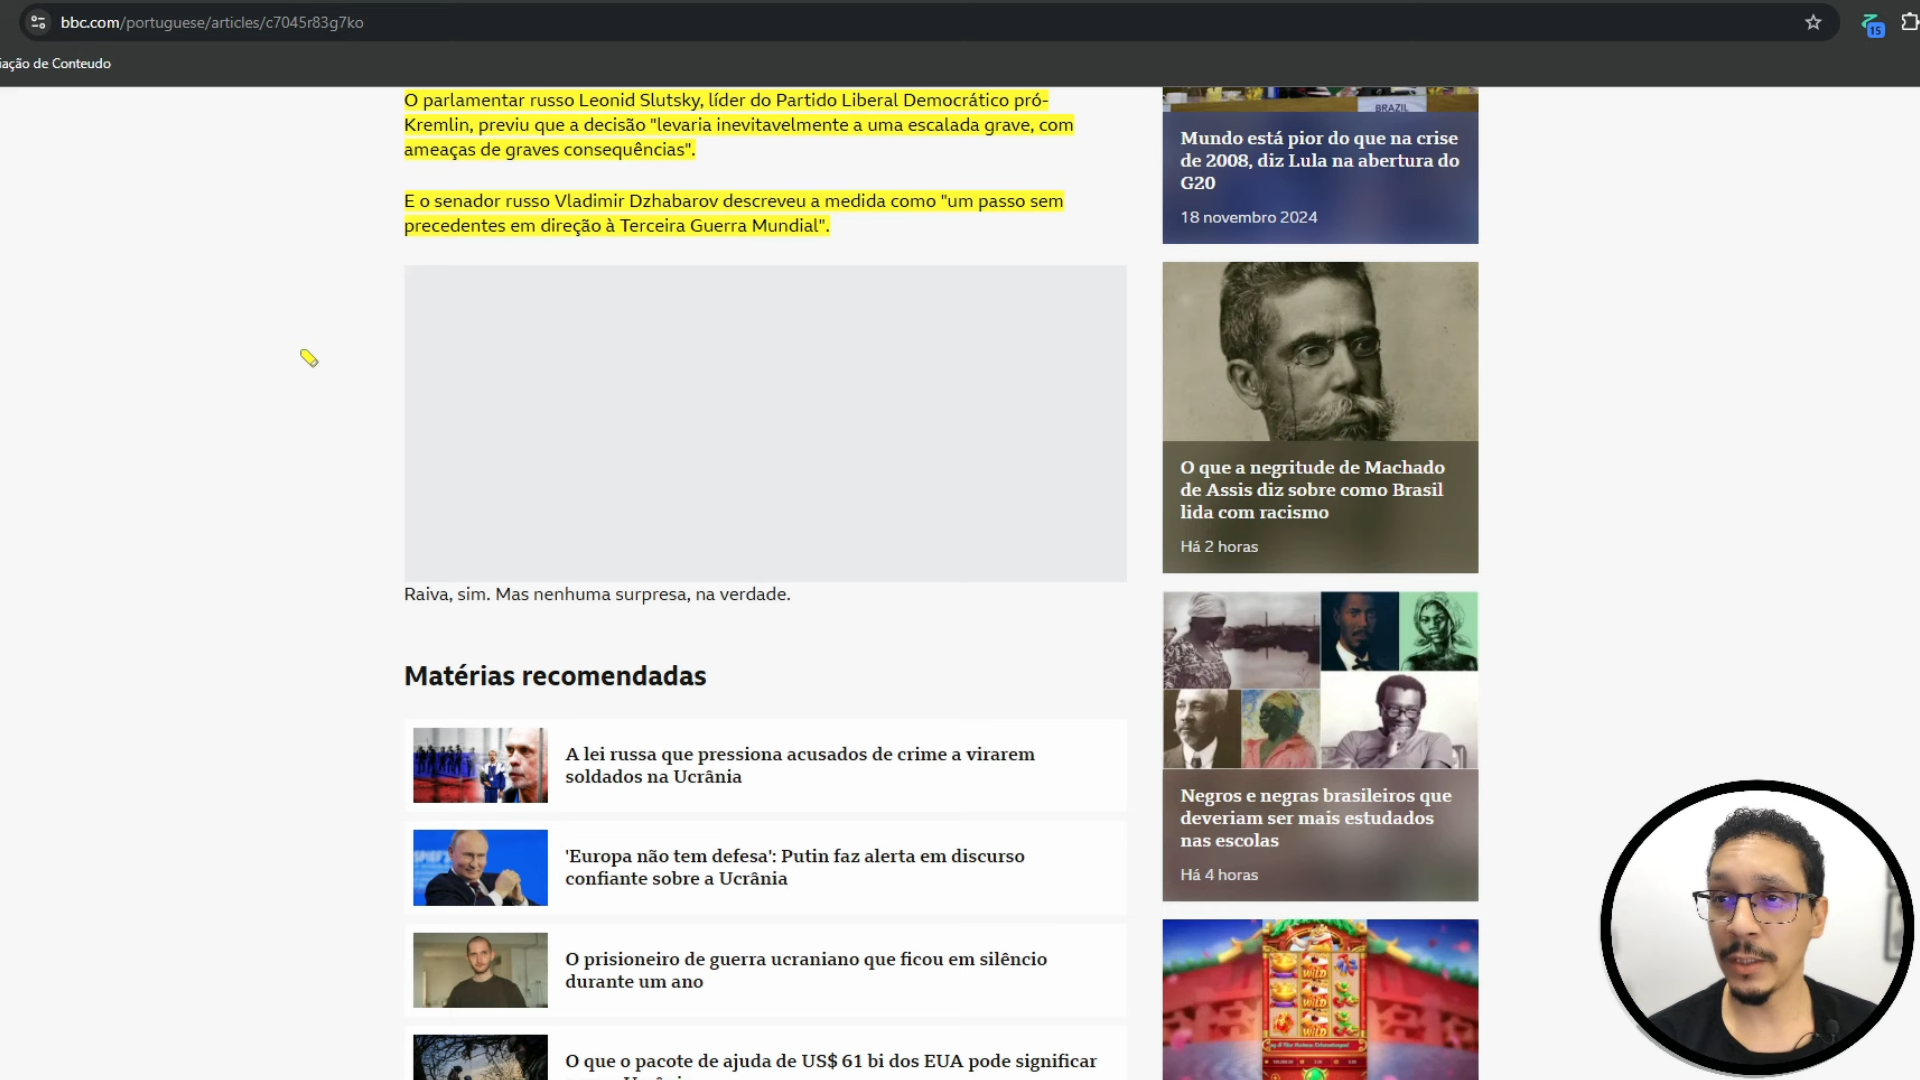 bbc.com/portuguese/articles/c7045r83g7ko
15
iação de Conteudo
O parlamentar russo Leonid Slutsky, líder do Partido Liberal Democrático pró-
Kremlin, previu que a decisão "levaria inevitavelmente a uma escalada grave, com
ameaças de graves consequências".
E o senador russo Vladimir Dzhabarov descreveu a medida como "um passo sem
precedentes em direção à Terceira Guerra Mundial".
Raiva, sim. Mas nenhuma surpresa, na verdade.
Matérias recomendadas
A lei russa que pressiona acusados de crime a virarem
soldados na Ucrânia
'Europa não tem defesa': Putin faz alerta em discurso
confiante sobre a Ucrânia
O prisioneiro de guerra ucraniano que ficou em silêncio
durante um ano
O que o pacote de ajuda de US$ 61 bi dos EUA pode significar
BRAZIL
Mundo está pior do que na crise
de 2008, diz Lula na abertura do
G20
18 novembro 2024
O que a negritude de Machado
de Assis diz sobre como Brasil
lida com racismo
Há 2 horas
Negros e negras brasileiros que
deveriam ser mais estudados
nas escolas
Há 4 horas
WILD
WILD
WILD